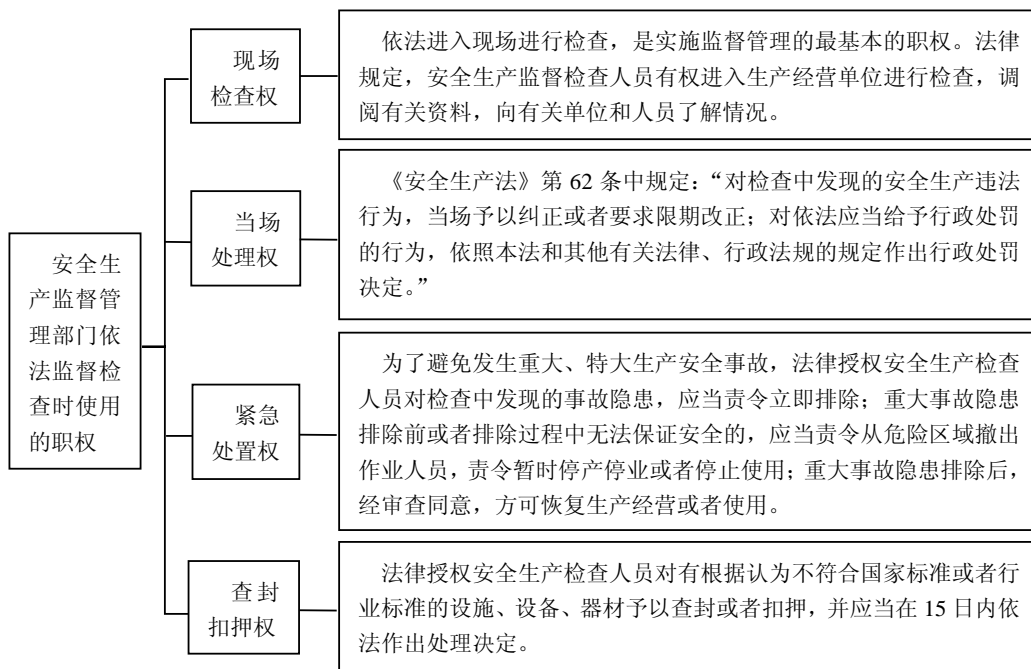 安全生
产监督管
理部门依
法监督检
查时使用
的职权
现场
检查权
依法进入现场进行检查，是实施监督管理的最基本的职权。法律
规定，安全生产监督检查人员有权进入生产经营单位进行检查，调
阅有关资料，向有关单位和人员了解情况。
当场
处理权
《安全生产法》第 62 条中规定：“对检查中发现的安全生产违法
行为，当场予以纠正或者要求限期改正；对依法应当给予行政处罚
的行为，依照本法和其他有关法律、行政法规的规定作出行政处罚
决定。”
紧急
处置权
为了避免发生重大、特大生产安全事故，法律授权安全生产检查
人员对检查中发现的事故隐患，应当责令立即排除；重大事故隐患
排除前或者排除过程中无法保证安全的，应当责令从危险区域撤出
作业人员，责令暂时停产停业或者停止使用；重大事故隐患排除后，
经审查同意，方可恢复生产经营或者使用。
查封
扣押权
法律授权安全生产检查人员对有根据认为不符合国家标准或者行
业标准的设施、设备、器材予以查封或者扣押，并应当在 15 日内依
法作出处理决定。